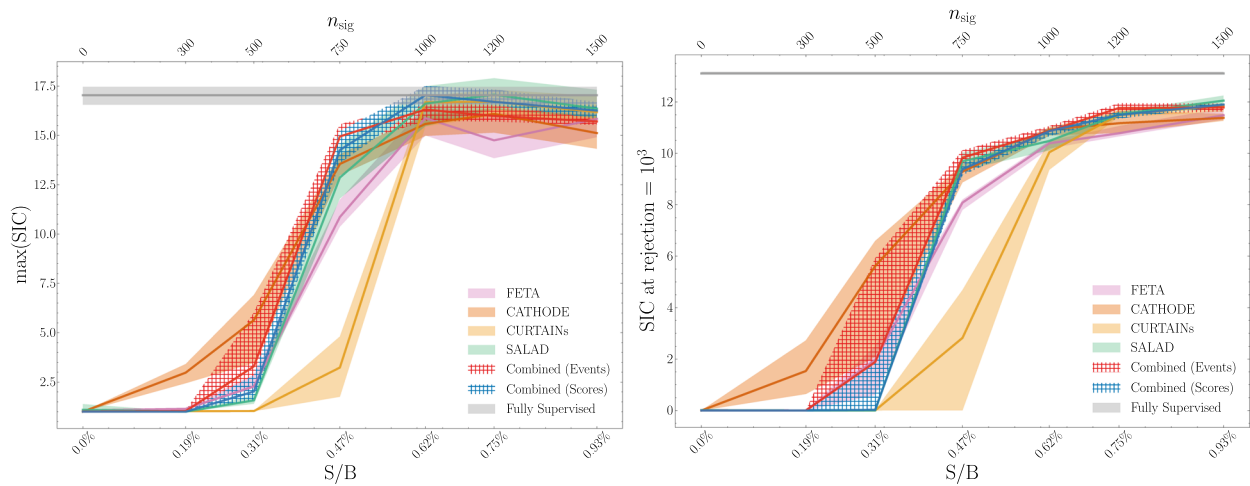 n_sig
0 300 500 750 1000 1200 1500
max(SIC)
17.5
15.0
12.5
10.0
7.5
5.0
2.5
FETA
CATHODE
CURTAINs
SALAD
Combined (Events)
Combined (Scores)
Fully Supervised
0.0% 0.19% 0.31% 0.47% 0.62% 0.75% 0.93%
S/B
n_sig
0 300 500 750 1000 1200 1500
SIC at rejection = 10³
12
10
8
6
4
2
0
FETA
CATHODE
CURTAINs
SALAD
Combined (Events)
Combined (Scores)
Fully Supervised
0.0% 0.19% 0.31% 0.47% 0.62% 0.75% 0.93%
S/B